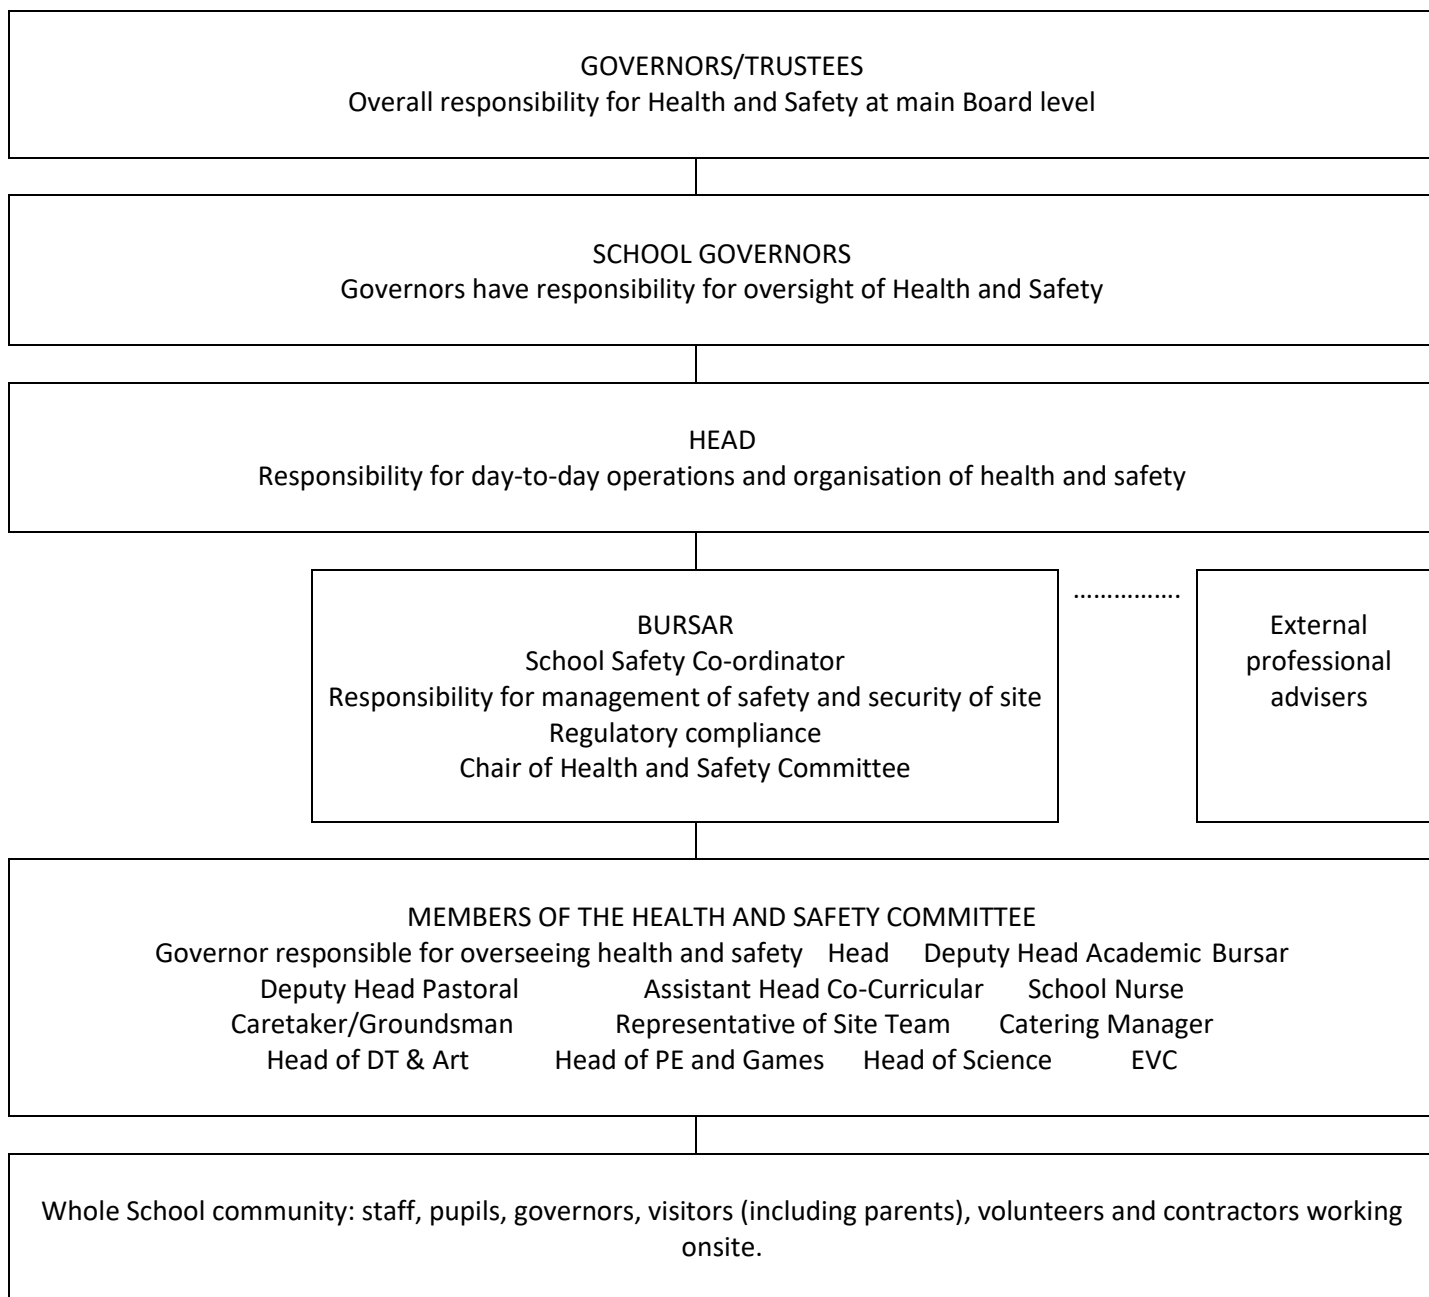 GOVERNORS/TRUSTEES
Overall responsibility for Health and Safety at main Board level
SCHOOL GOVERNORS
Governors have responsibility for oversight of Health and Safety
HEAD
Responsibility for day-to-day operations and organisation of health and safety
BURSAR
School Safety Co-ordinator
Responsibility for management of safety and security of site
Regulatory compliance
Chair of Health and Safety Committee
................
External
professional
advisers
MEMBERS OF THE HEALTH AND SAFETY COMMITTEE
Governor responsible for overseeing health and safety Head Deputy Head Academic Bursar
Deputy Head Pastoral Assistant Head Co-Curricular School Nurse
Caretaker/Groundsman Representative of Site Team Catering Manager
Head of DT & Art Head of PE and Games Head of Science EVC
Whole School community: staff, pupils, governors, visitors (including parents), volunteers and contractors working
onsite.